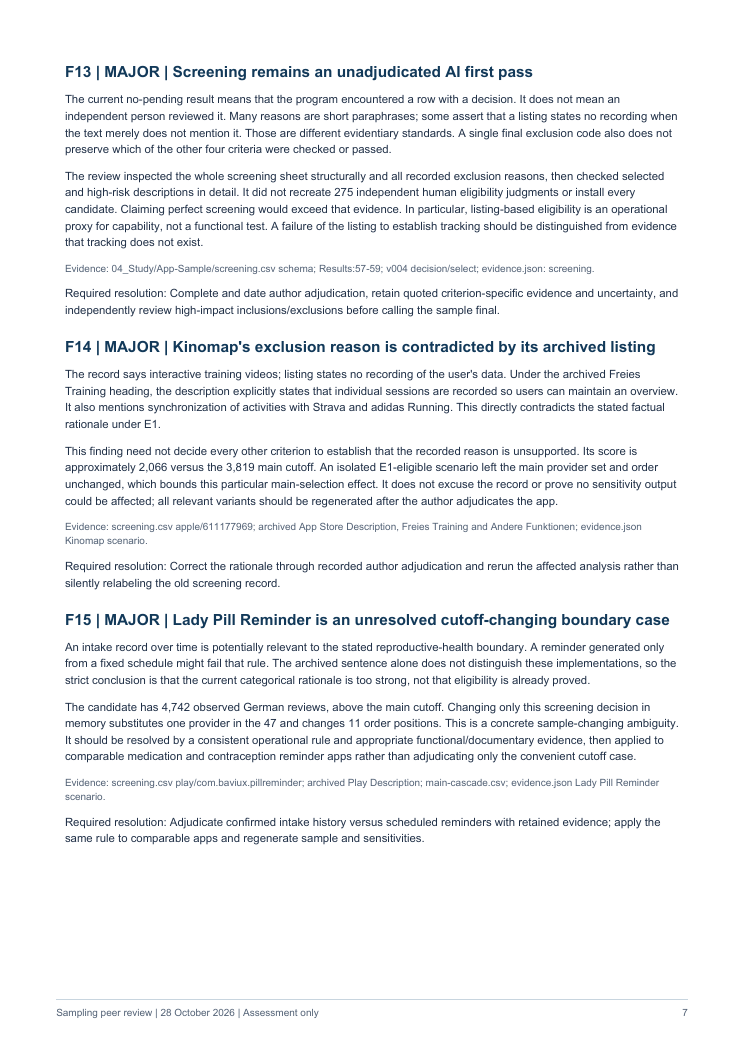 F13 | MAJOR | Screening remains an unadjudicated AI first pass
The current no-pending result means that the program encountered a row with a decision. It does not mean an
independent person reviewed it. Many reasons are short paraphrases; some assert that a listing states no recording when
the text merely does not mention it. Those are different evidentiary standards. A single final exclusion code also does not
preserve which of the other four criteria were checked or passed.
The review inspected the whole screening sheet structurally and all recorded exclusion reasons, then checked selected
and high-risk descriptions in detail. It did not recreate 275 independent human eligibility judgments or install every
candidate. Claiming perfect screening would exceed that evidence. In particular, listing-based eligibility is an operational
proxy for capability, not a functional test. A failure of the listing to establish tracking should be distinguished from evidence
that tracking does not exist.
Evidence: 04_Study/App-Sample/screening.csv schema; Results:57-59; v004 decision/select; evidence.json: screening.
Required resolution: Complete and date author adjudication, retain quoted criterion-specific evidence and uncertainty, and
independently review high-impact inclusions/exclusions before calling the sample final.
F14 | MAJOR | Kinomap's exclusion reason is contradicted by its archived listing
The record says interactive training videos; listing states no recording of the user's data. Under the archived Freies
Training heading, the description explicitly states that individual sessions are recorded so users can maintain an overview.
It also mentions synchronization of activities with Strava and adidas Running. This directly contradicts the stated factual
rationale under E1.
This finding need not decide every other criterion to establish that the recorded reason is unsupported. Its score is
approximately 2,066 versus the 3,819 main cutoff. An isolated E1-eligible scenario left the main provider set and order
unchanged, which bounds this particular main-selection effect. It does not excuse the record or prove no sensitivity output
could be affected; all relevant variants should be regenerated after the author adjudicates the app.
Evidence: screening.csv apple/611177969; archived App Store Description, Freies Training and Andere Funktionen; evidence.json
Kinomap scenario.
Required resolution: Correct the rationale through recorded author adjudication and rerun the affected analysis rather than
silently relabeling the old screening record.
F15 | MAJOR | Lady Pill Reminder is an unresolved cutoff-changing boundary case
An intake record over time is potentially relevant to the stated reproductive-health boundary. A reminder generated only
from a fixed schedule might fail that rule. The archived sentence alone does not distinguish these implementations, so the
strict conclusion is that the current categorical rationale is too strong, not that eligibility is already proved.
The candidate has 4,742 observed German reviews, above the main cutoff. Changing only this screening decision in
memory substitutes one provider in the 47 and changes 11 order positions. This is a concrete sample-changing ambiguity.
It should be resolved by a consistent operational rule and appropriate functional/documentary evidence, then applied to
comparable medication and contraception reminder apps rather than adjudicating only the convenient cutoff case.
Evidence: screening.csv play/com.baviux.pillreminder; archived Play Description; main-cascade.csv; evidence.json Lady Pill Reminder
scenario.
Required resolution: Adjudicate confirmed intake history versus scheduled reminders with retained evidence; apply the
same rule to comparable apps and regenerate sample and sensitivities.
Sampling peer review | 28 October 2026 | Assessment only
7